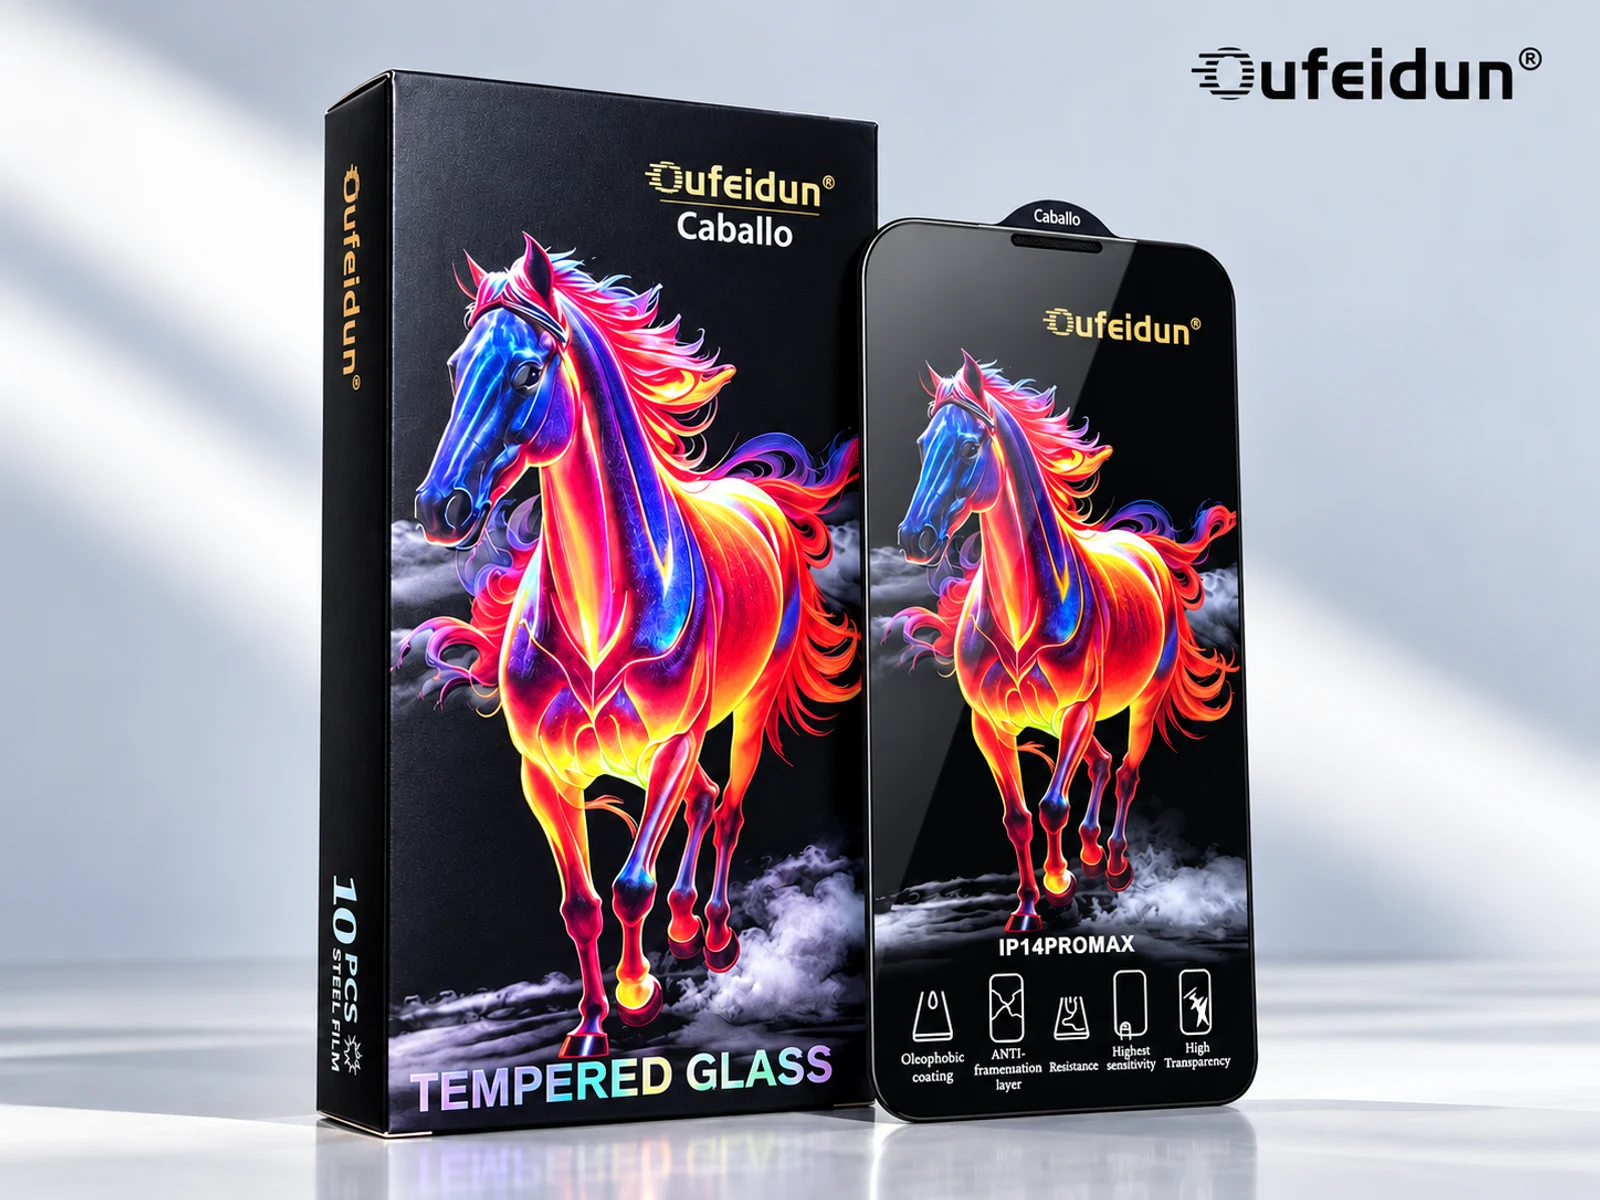 Oufeidun®
Oufeidun®
Caballo
Oufeidun®
10 PCS
STEEL FILM
TEMPERED GLASS
Caballo
Oufeidun®
IP14PROMAX
Oleophobic
coating
ANTI-
framenation
layer
Resistance
Highest
sensitivity
High
Transparency